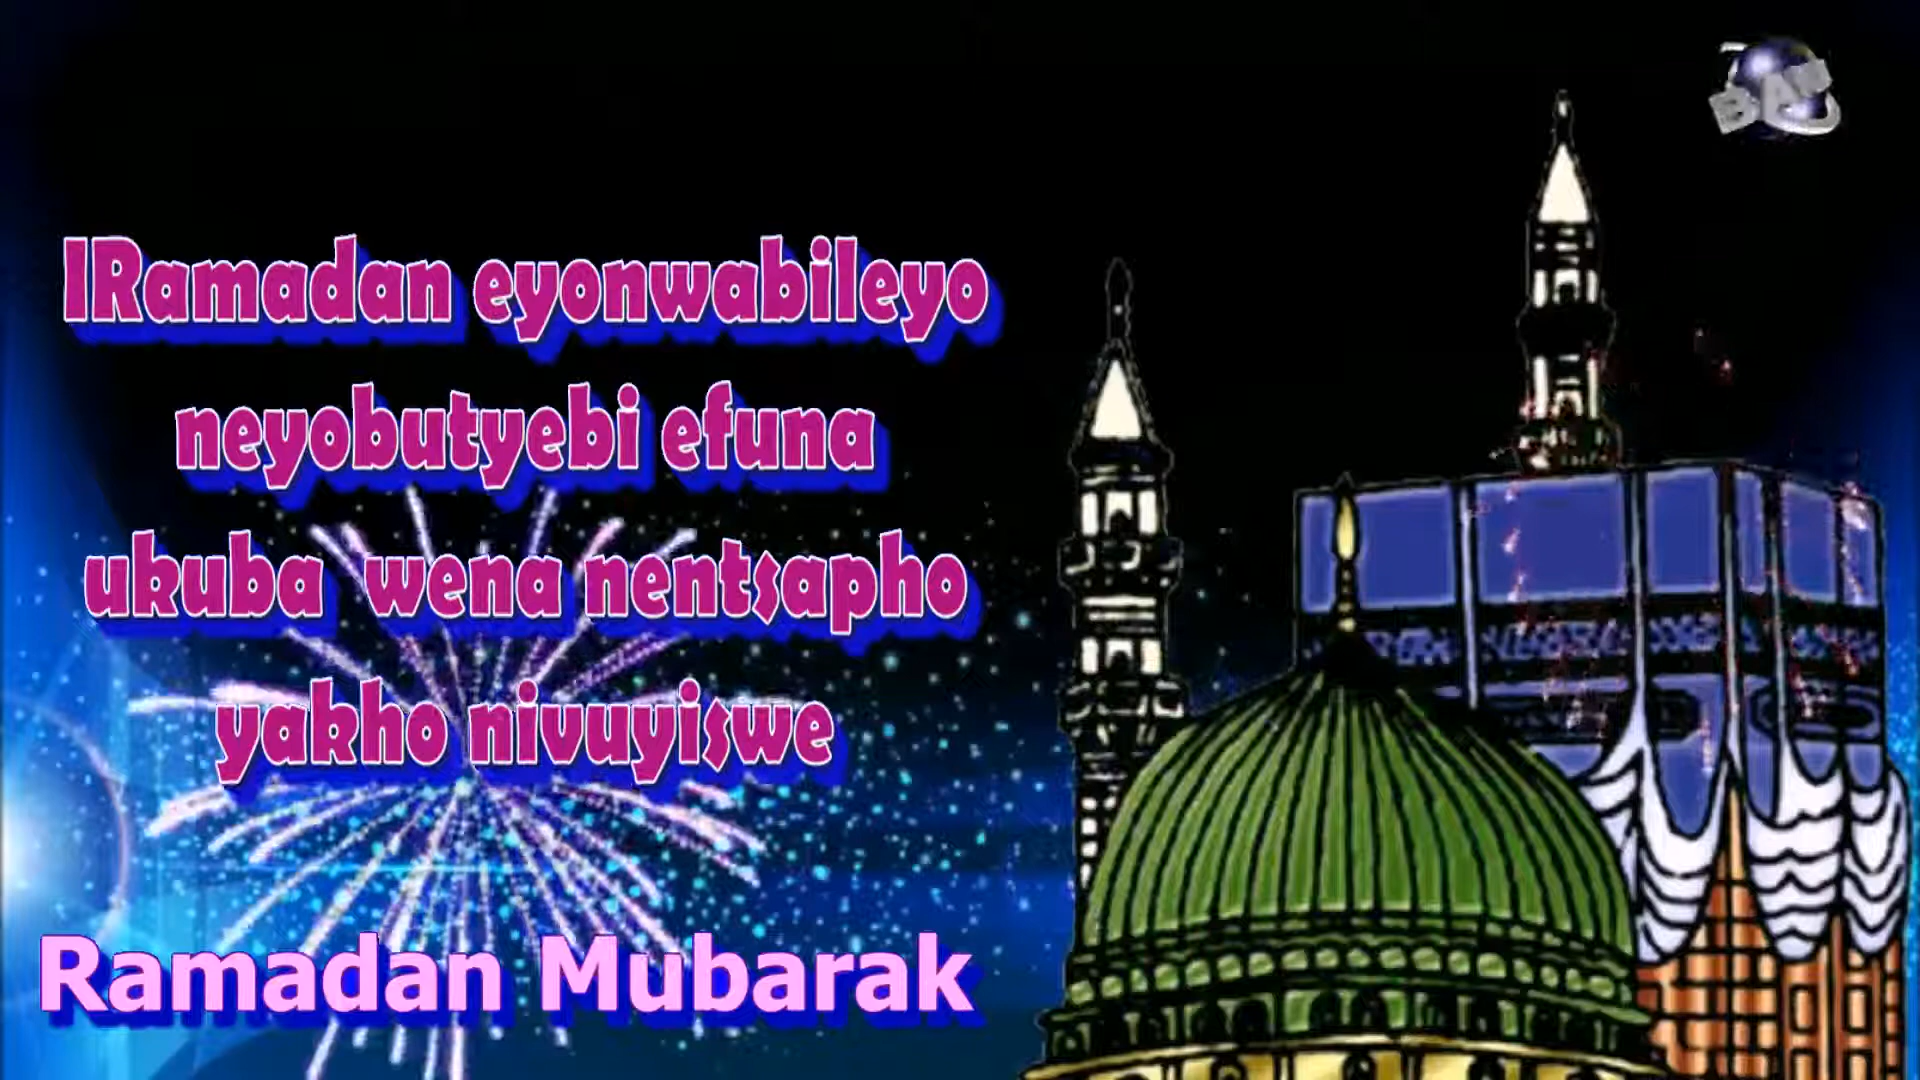 IRamadan eyonwabileyo
neyobutyebi efuna
ukuba wena nentsapho
yakho nivuyiswe
Ramadan Mubarak